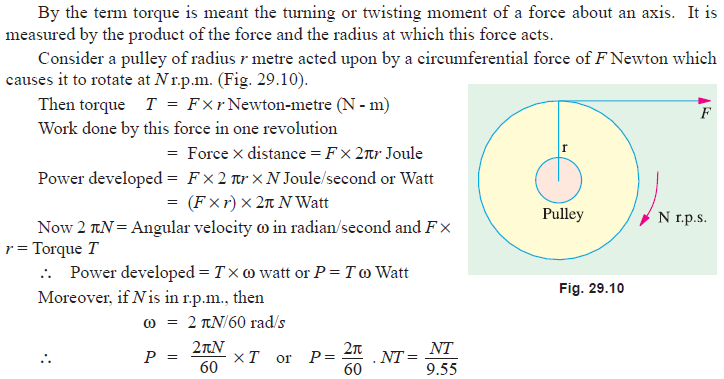 By the term torque is meant the turning or twisting moment of a force about an axis. It is
measured by the product of the force and the radius at which this force acts.
Consider a pulley of radius r metre acted upon by a circumferential force of F Newton which
causes it to rotate at N r.p.m. (Fig. 29.10).
Then torque T = F × r Newton-metre (N - m)
Work done by this force in one revolution
= Force × distance = F × 2πr Joule
Power developed = F × 2 πr × N Joule/second or Watt
= (F × r) × 2π N Watt
Now 2 πN = Angular velocity ω in radian/second and F ×
r = Torque T
∴ Power developed = T × ω watt or P = T ω Watt
Moreover, if N is in r.p.m., then
ω = 2 πN/60 rad/s
∴ P = 2πN/60 × T or P = 2π/60 . NT = NT/9.55
F
r
Pulley
N r.p.s.
Fig. 29.10